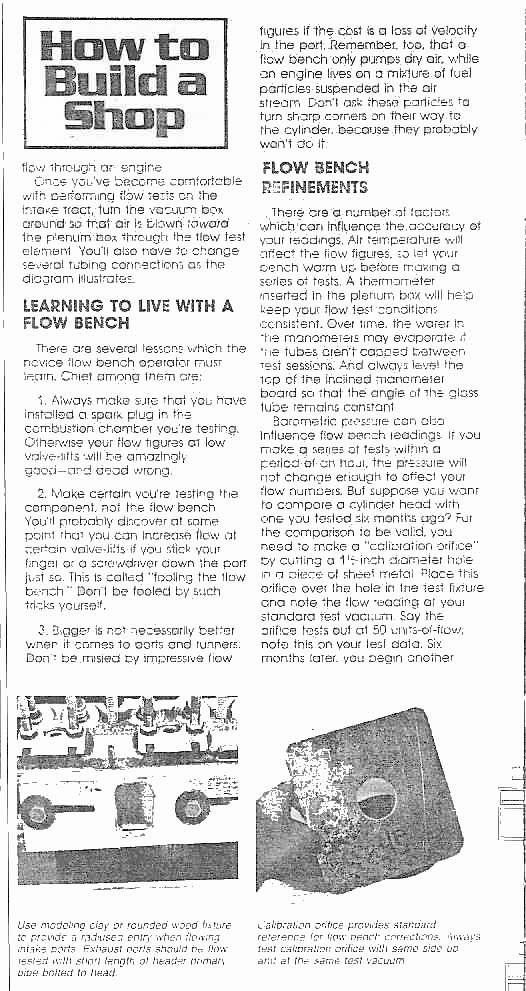 How to
Build a
Shop
flow through an engine.
Once you've become comfortable
with performing flow tests on the
intake tract, turn the vacuum box
around so that air is blown toward
the plenum box through the flow test
element. You'll also have to change
several tubing connections as the
diagram illustrates.
LEARNING TO LIVE WITH A
FLOW BENCH
There are several lessons which the
novice flow bench operator must
learn. Chief among them are:
1. Always make sure that you have
installed a spark plug in the
combustion chamber you're testing.
Otherwise your flow figures at low
valve-lifts will be amazingly
good—and dead wrong.
2. Make certain you're testing the
component, not the flow bench.
You'll probably discover at some
point that you can increase flow at
certain valve-lifts if you stick your
finger or a screwdriver down the port
just so. This is called "fooling the flow
bench." Don't be fooled by such
tricks yourself.
3. Bigger is not necessarily better
when it comes to ports and runners.
Don't be misled by impressive flow
figures if the cost is a loss of velocity
in the port. Remember, too, that a
flow bench only pumps dry air, while
an engine lives on a mixture of fuel
particles suspended in the air
stream. Don't ask these particles to
turn sharp corners on their way to
the cylinder, because they probably
won't do it.
FLOW BENCH
REFINEMENTS
There are a number of factors
which can influence the accuracy of
your readings. Air temperature will
affect the flow figures, so let your
bench warm up before making a
series of tests. A thermometer
inserted in the plenum box will help
keep your flow test conditions
consistent. Over time, the water in
the manometers may evaporate if
the tubes aren't capped between
test sessions. And always level the
top of the inclined manometer
board so that the angle of the glass
tube remains constant.
Barometric pressure can also
influence flow bench readings. If you
make a series of tests within a
period of an hour, the pressure will
not change enough to affect your
flow numbers. But suppose you want
to compare a cylinder head with
one you tested six months ago? For
the comparison to be valid, you
need to make a "calibration orifice"
by cutting a diameter hole
in a piece of sheet metal. Place this
orifice over the hole in the test fixture
and note the flow reading at your
standard test vacuum. Say the
orifice tests out at 50 units-of-flow;
note this on your test data. Six
months later, you begin another
Use modeling clay or rounded wood fixture
to provide a radiused entry when flowing
intake ports. Exhaust ports should be flow
tested with short length of header primary
pipe bolted to head.
Calibration orifice provides standard
reference for flow bench corrections. Always
test calibration orifice with same side up
and at the same test vacuum.